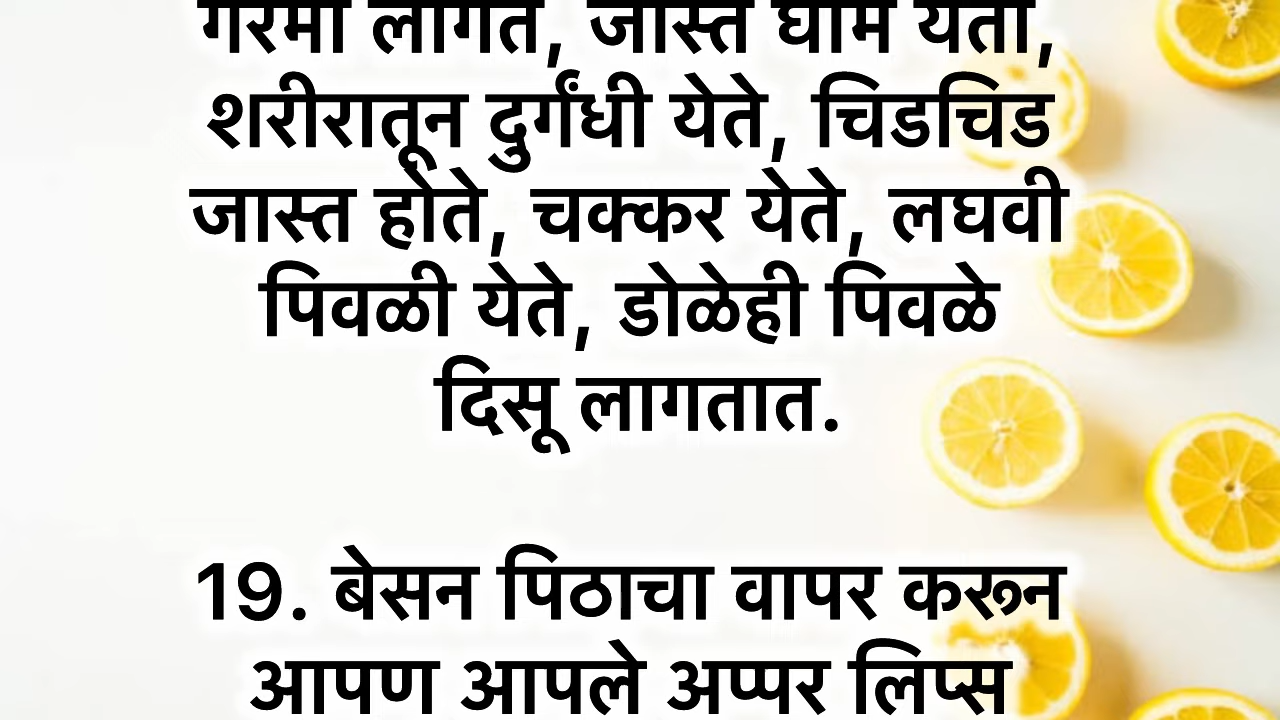 गरमी लागते, जास्त घाम येतो,
शरीरातून दुर्गंधी येते, चिडचिड
जास्त होते, चक्कर येते, लघवी
पिवळी येते, डोळेही पिवळे
दिसू लागतात.
19. बेसन पिठाचा वापर करून
आपण आपले अप्पर लिप्स